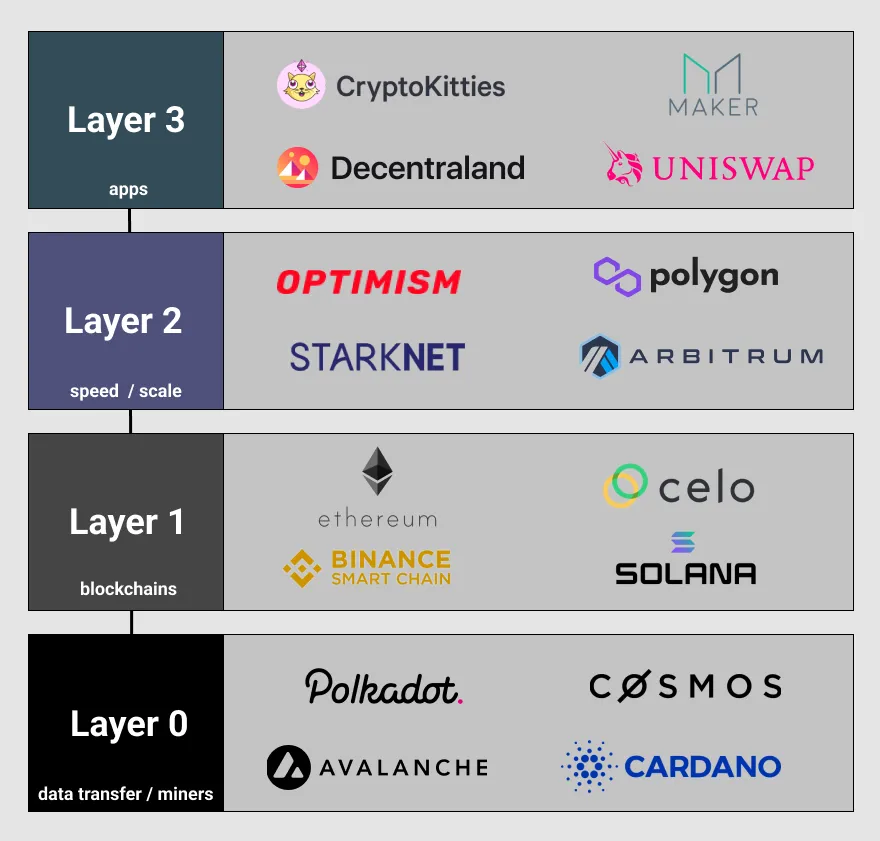 Layer 3
apps
CryptoKitties
MAKER
Decentraland
UNISWAP
Layer 2
speed / scale
OPTIMISM
polygon
STARKNET
ARBITRUM
Layer 1
blockchains
ethereum
celo
BINANCE
SMART CHAIN
SOLANA
Layer 0
data transfer / miners
Polkadot.
CØSMOS
AVALANCHE
CARDANO